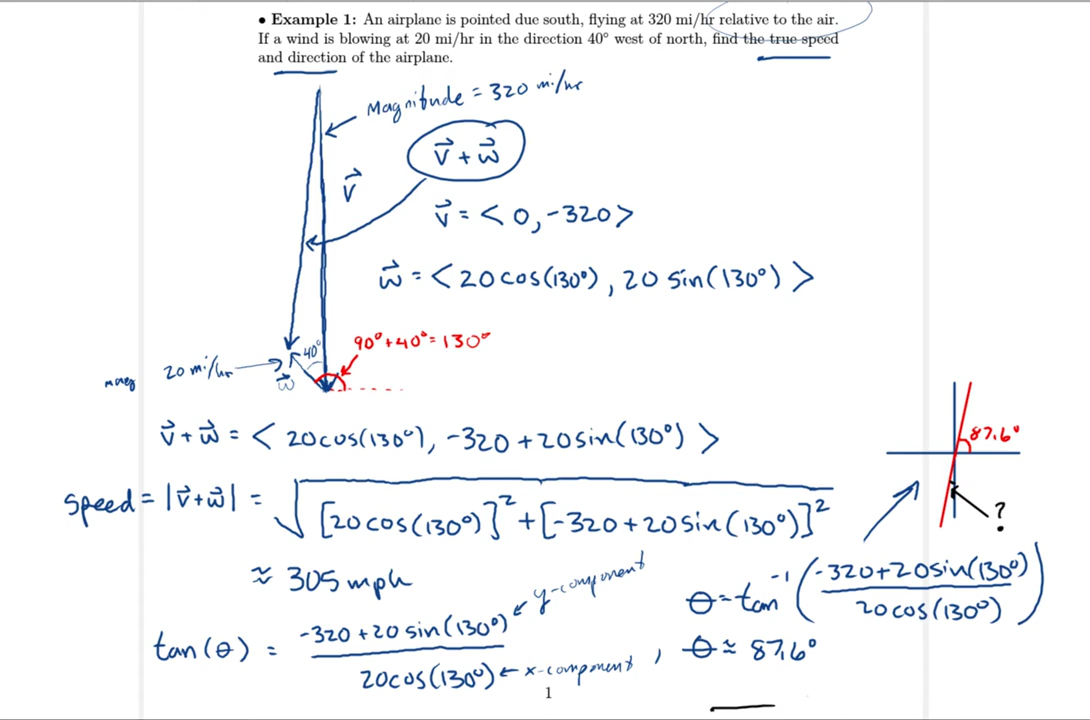 • Example 1: An airplane is pointed due south, flying at 320 mi/hr relative to the air.
If a wind is blowing at 20 mi/hr in the direction 40° west of north, find the true speed
and direction of the airplane.
Magnitude = 320 mi/hr
v⃗ + w⃗
v⃗
v⃗ = < 0, -320 >
w⃗ = < 20 cos(130°), 20 sin(130°) >
40°
90° + 40° = 130°
mag 20 mi/hr
w⃗
v⃗ + w⃗ = < 20cos(130°), -320 + 20 sin(130°) >
87.6°
speed = |v⃗ + w⃗| = √([20 cos(130°)]² + [-320 + 20 sin(130°)]²)
?
≈ 305 mph
y-component
θ = tan⁻¹((-320 + 20 sin(130°))/(20 cos(130°)))
tan(θ) = (-320 + 20 sin(130°))/(20 cos(130°)) , θ ≈ 87.6°
x-component
1